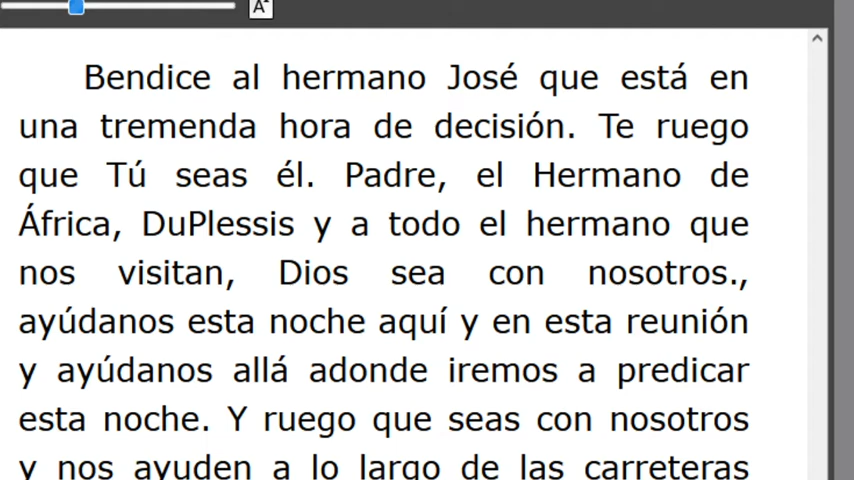 A
Bendice al hermano José que está en
una tremenda hora de decisión. Te ruego
que Tú seas él. Padre, el Hermano de
África, DuPlessis y a todo el hermano que
nos visitan, Dios sea con nosotros.,
ayúdanos esta noche aquí y en esta reunión
y ayúdanos allá adonde iremos a predicar
esta noche. Y ruego que seas con nosotros
y nos ayuden a lo largo de las carreteras